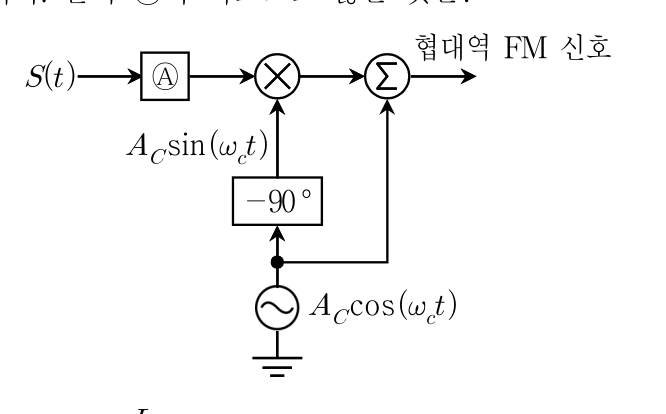 협대역 FM 신호
S(t)
Ⓐ
×
Σ
A_C sin(ω_c t)
−90°
A_C cos(ω_c t)